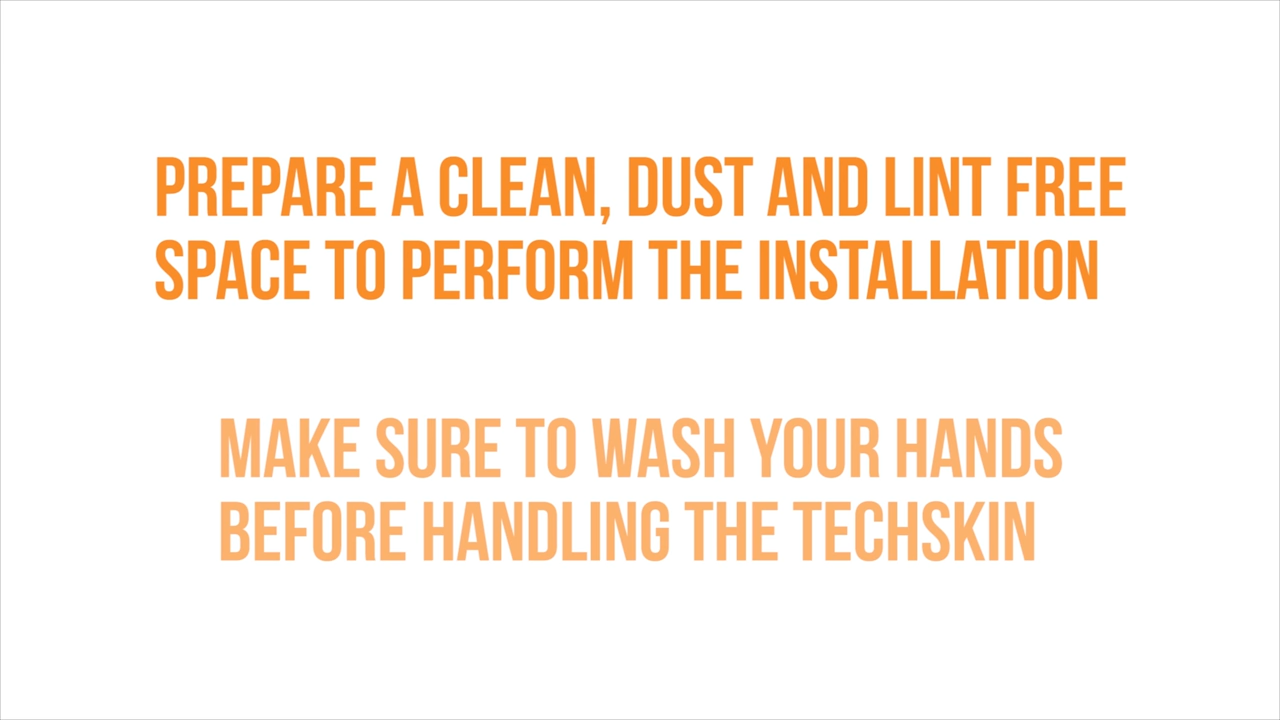 PREPARE A CLEAN, DUST AND LINT FREE
SPACE TO PERFORM THE INSTALLATION
MAKE SURE TO WASH YOUR HANDS
BEFORE HANDLING THE TECHSKIN